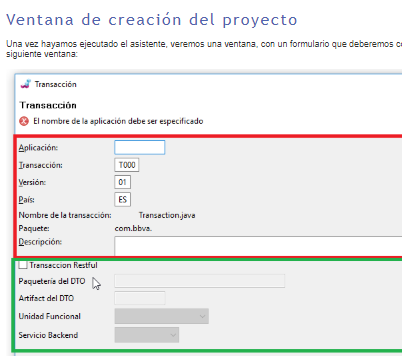 Ventana de creación del proyecto
Una vez hayamos ejecutado el asistente, veremos una ventana, con un formulario que deberemos
siguiente ventana:
Transacción
Transacción
El nombre de la aplicación debe ser especificado
Aplicación:
Transacción: T000
Versión: 01
País: ES
Nombre de la transacción: Transaction.java
Paquete: com.bbva.
Descripción:
Transaccion Restful
Paquetería del DTO
Artifact del DTO
Unidad Funcional
Servicio Backend